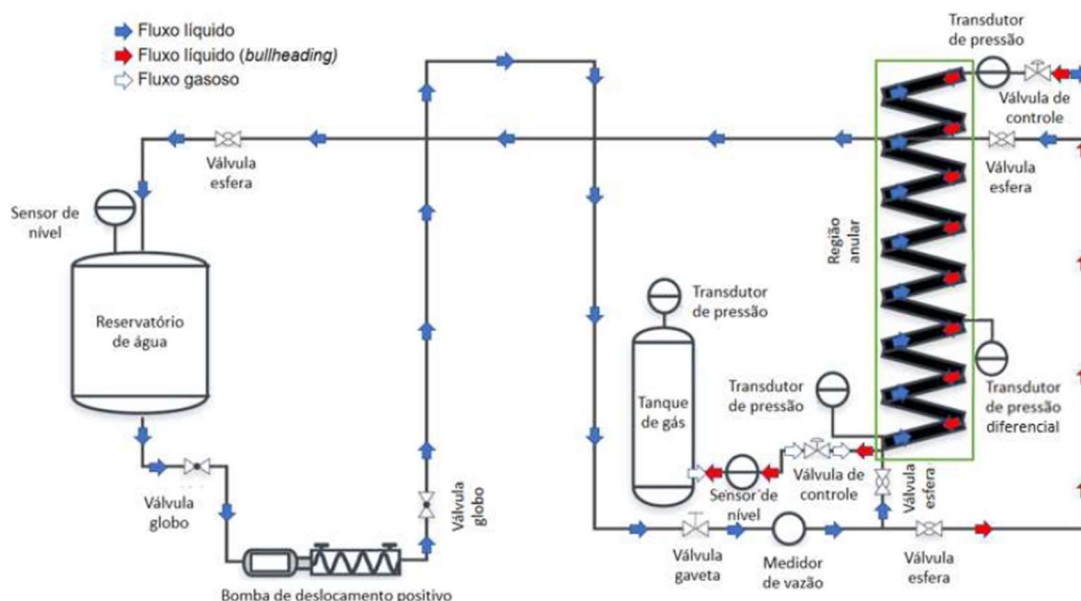 Fluxo líquido
Fluxo líquido (bullheading)
Fluxo gasoso
Transdutor
de pressão
Válvula de
controle
Válvula
esfera
Válvula
esfera
Sensor de
nível
Reservatório
de água
Região
anular
Transdutor
de pressão
Transdutor
de pressão
Tanque
de gás
Transdutor
de pressão
diferencial
Válvula
globo
Válvula
globo
Sensor de
nível
Válvula de
controle
Válvula
esfera
Válvula
gaveta
Medidor
de vazão
Válvula
esfera
Bomba de deslocamento positivo